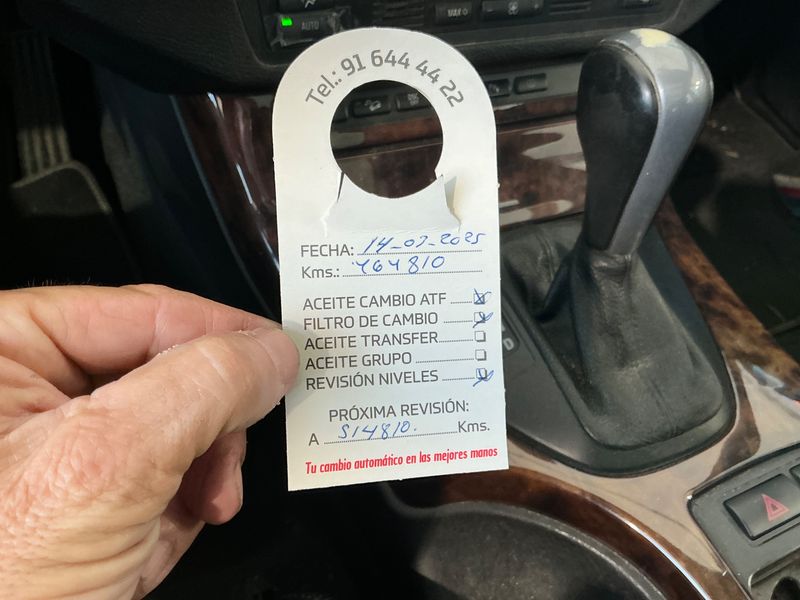 AUTO
MAX
Tel.: 91 644 44 22
FECHA: 14-07-2025
Kms.: 464810
ACEITE CAMBIO ATF
FILTRO DE CAMBIO
ACEITE TRANSFER
ACEITE GRUPO
REVISIÓN NIVELES
PRÓXIMA REVISIÓN:
A 514810. Kms.
Tu cambio automático en las mejores manos
D